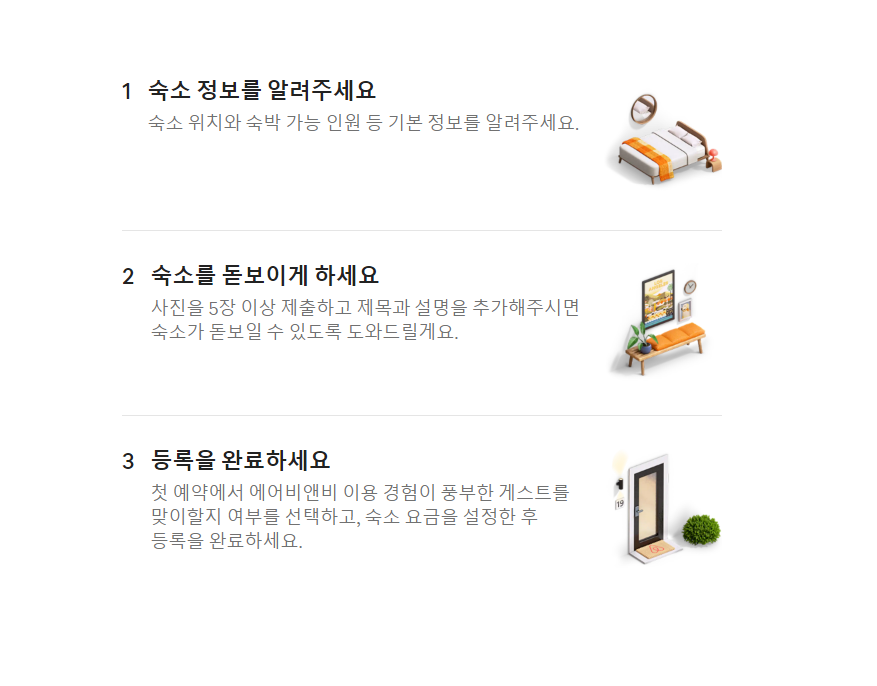 1 숙소 정보를 알려주세요
숙소 위치와 숙박 가능 인원 등 기본 정보를 알려주세요.
2 숙소를 돋보이게 하세요
사진을 5장 이상 제출하고 제목과 설명을 추가해주시면
숙소가 돋보일 수 있도록 도와드릴게요.
3 등록을 완료하세요
첫 예약에서 에어비앤비 이용 경험이 풍부한 게스트를
맞이할지 여부를 선택하고, 숙소 요금을 설정한 후
등록을 완료하세요.
19